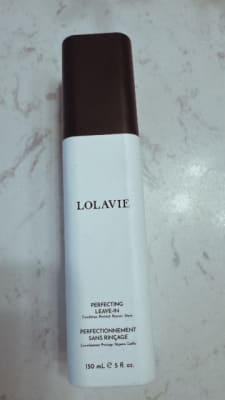 LOLAVIE
PERFECTING
LEAVE-IN
PERFECTIONNEMENT
SANS RINÇAGE
150 mL ℮ 5 fl oz.